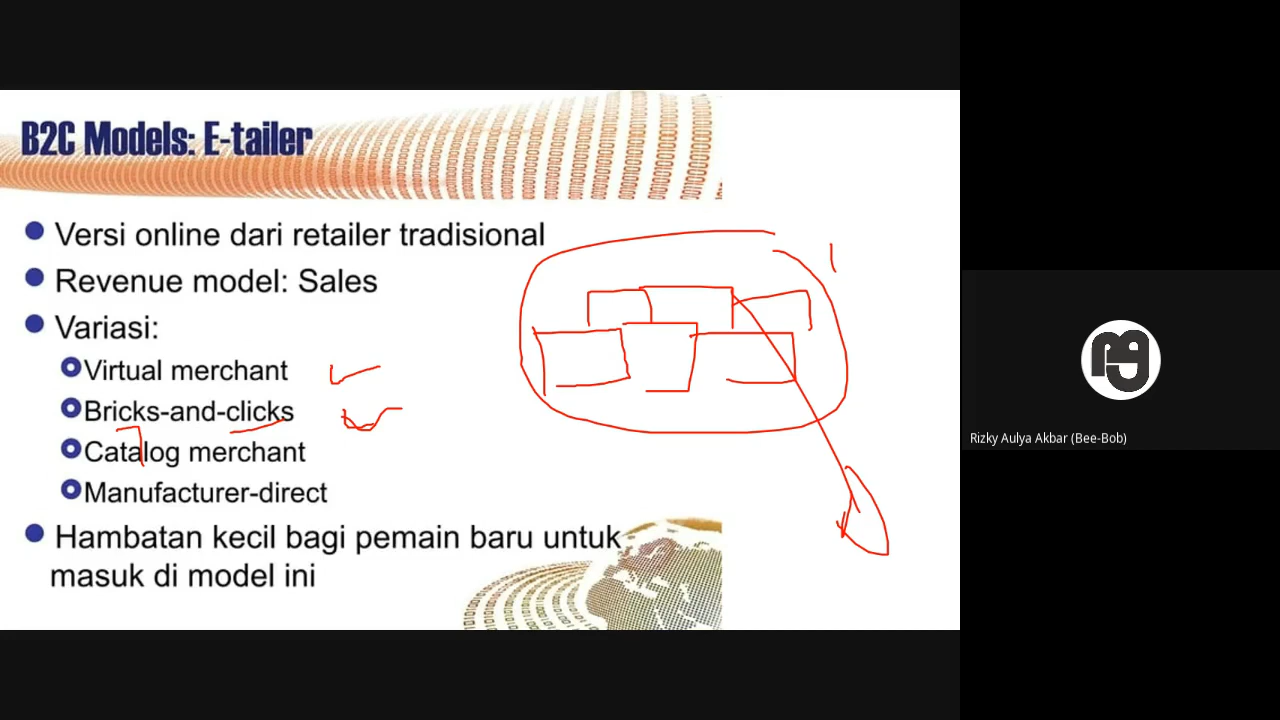 B2C Models: E-tailer
Versi online dari retailer tradisional
Revenue model: Sales
Variasi:
Virtual merchant
Bricks-and-clicks
Catalog merchant
Manufacturer-direct
Hambatan kecil bagi pemain baru untuk
masuk di model ini
Rizky Aulya Akbar (Bee-Bob)